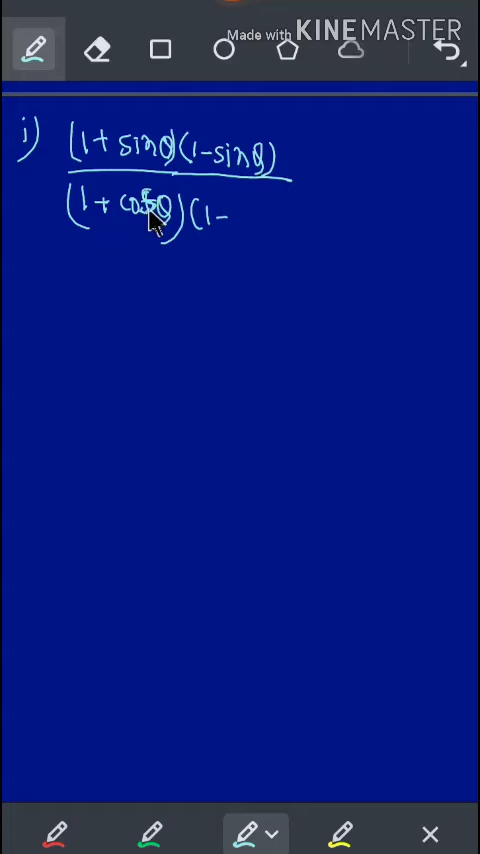 Made with KINEMASTER
i) (1 + sinθ)(1 - sinθ)
(1 + cosθ)(1 -